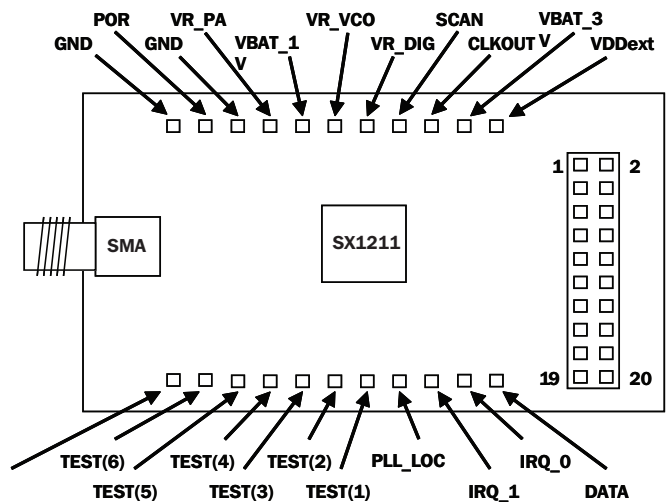 POR VR_PA VR_VCO SCAN VBAT_3
V
GND GND VBAT_1
V
VR_DIG CLKOUT VDDext
1 2
SMA
SX1211
19 20
TEST(6) TEST(4) TEST(2) PLL_LOC IRQ_0
TEST(5) TEST(3) TEST(1) IRQ_1 DATA